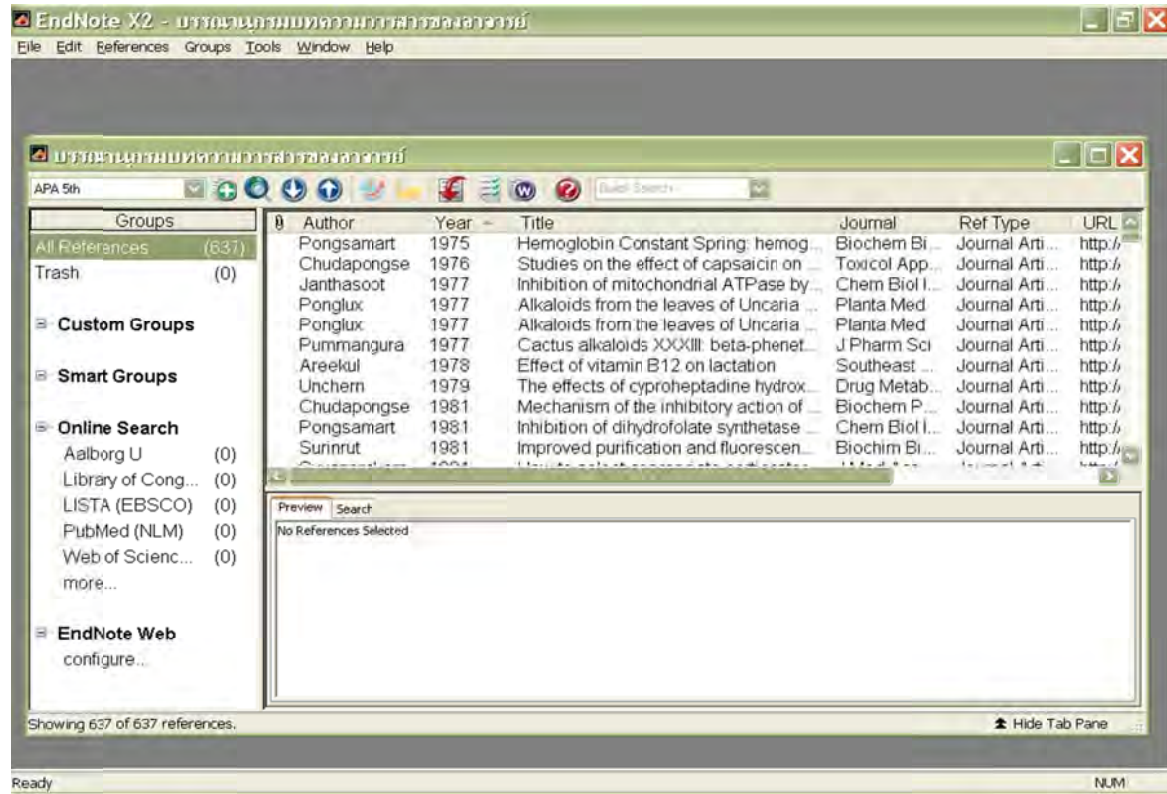 EndNote X2 - บรรณานุกรมบทความวารสารของอาจารย์
File Edit References Groups Tools Window Help
บรรณานุกรมบทความวารสารของอาจารย์
APA 5th Quick Search
Groups Author Year Title Journal Ref Type URL
All References (637)
Trash (0)
Custom Groups
Smart Groups
Online Search
Aalborg U (0)
Library of Cong... (0)
LISTA (EBSCO) (0)
PubMed (NLM) (0)
Web of Scienc... (0)
more...
EndNote Web
configure...
Pongsamart 1975 Hemoglobin Constant Spring: hemog... Biochem Bi... Journal Arti... http:/
Chudapongse 1976 Studies on the effect of capsaicin on ... Toxicol App... Journal Arti... http:/
Janthasoot 1977 Inhibition of mitochondrial ATPase by... Chem Biol I... Journal Arti... http:/
Ponglux 1977 Alkaloids from the leaves of Uncaria ... Planta Med Journal Arti... http:/
Ponglux 1977 Alkaloids from the leaves of Uncaria ... Planta Med Journal Arti... http:/
Pummangura 1977 Cactus alkaloids XXXIII: beta-phenet... J Pharm Sci Journal Arti... http:/
Areekul 1978 Effect of vitamin B12 on lactation Southeast ... Journal Arti... http:/
Unchern 1979 The effects of cyproheptadine hydrox... Drug Metab... Journal Arti... http:/
Chudapongse 1981 Mechanism of the inhibitory action of ... Biochem P... Journal Arti... http:/
Pongsamart 1981 Inhibition of dihydrofolate synthetase ... Chem Biol I... Journal Arti... http:/
Surinrut 1981 Improved purification and fluorescen... Biochim Bi... Journal Arti... http:/
Preview Search
No References Selected
Showing 637 of 637 references. Hide Tab Pane
Ready NUM